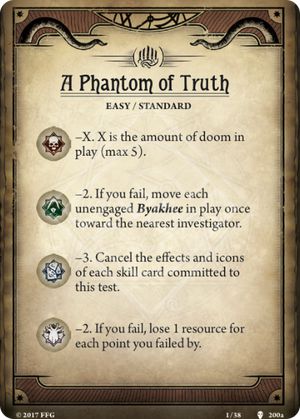 A Phantom of Truth
EASY / STANDARD
–X. X is the amount of doom in
play (max 5).
–2. If you fail, move each
unengaged Byakhee in play once
toward the nearest investigator.
–3. Cancel the effects and icons
of each skill card committed to
this test.
–2. If you fail, lose 1 resource for
each point you failed by.
© 2017 FFG 1/38 200a